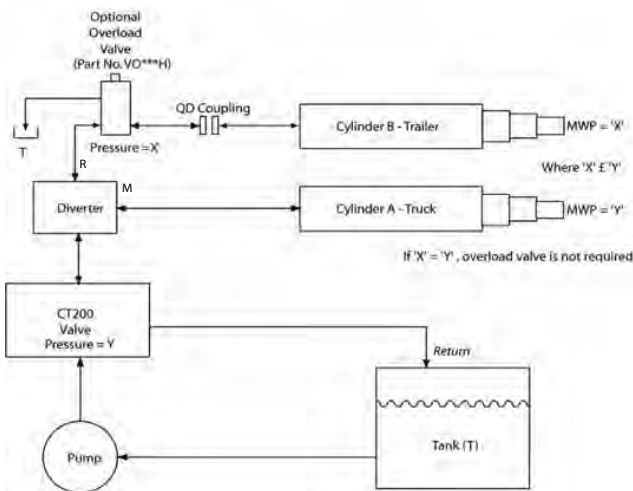 Optional
Overload
Valve
(Part No. VO***H)
QD Coupling
Cylinder B - Trailer
MWP = 'X'
T
Pressure =X
R
Where 'X' £ 'Y'
M
Diverter
Cylinder A - Truck
MWP = 'Y'
If 'X' = 'Y' , overload valve is not required
CT200
Valve
Pressure = Y
Return
Tank (T)
Pump